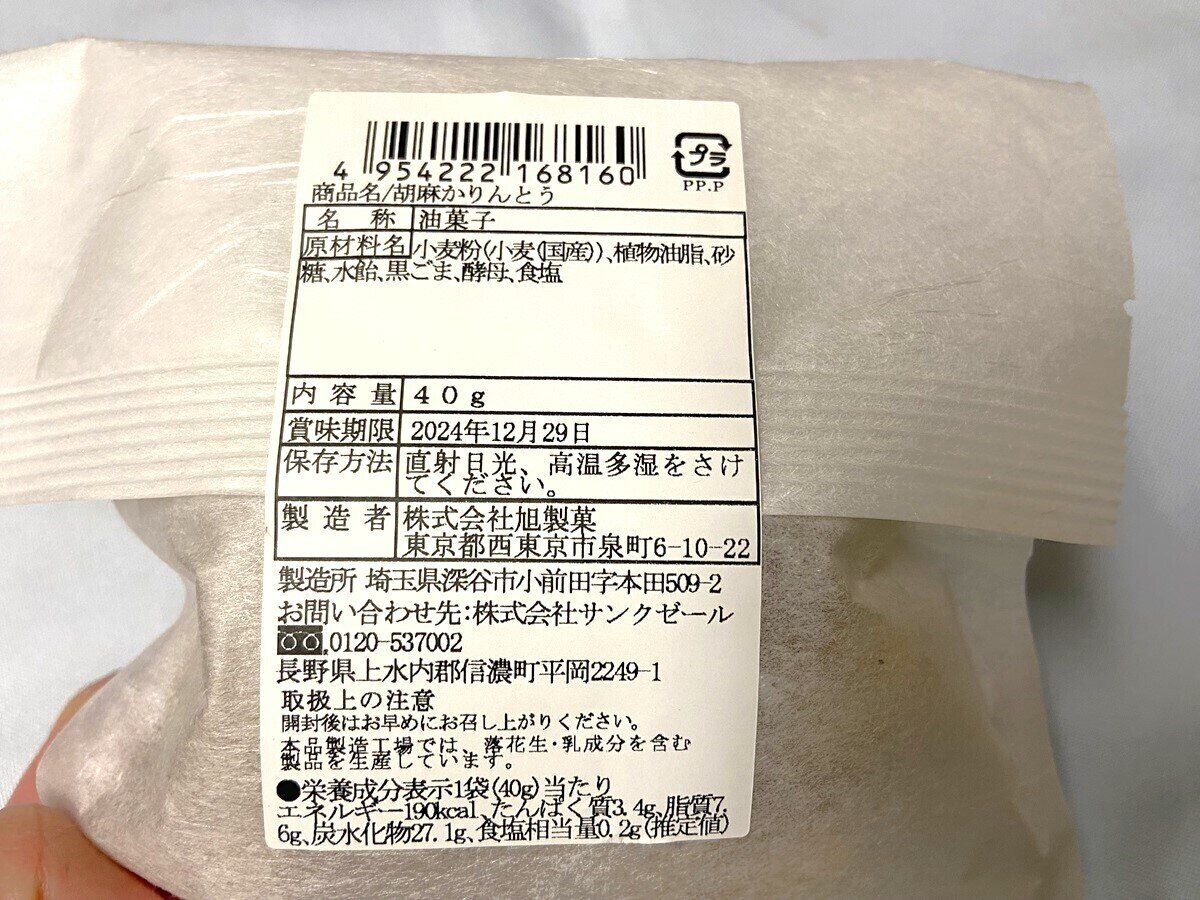 プラ
PP.P
4 954222 168160
商品名/胡麻かりんとう
名 称 油菓子
原材料名 小麦粉(小麦(国産))、植物油脂、砂
糖、水飴、黒ごま、酵母、食塩
内容量 40g
賞味期限 2024年12月29日
保存方法 直射日光、高温多湿をさけ
てください。
製造者 株式会社旭製菓
東京都西東京市泉町6-10-22
製造所 埼玉県深谷市小前田字本田509-2
お問い合わせ先:株式会社サンクゼール
0120-537002
長野県上水内郡信濃町平岡2249-1
取扱上の注意
開封後はお早めにお召し上がりください。
本品製造工場では、落花生・乳成分を含む
製品を生産しています。
●栄養成分表示1袋(40g)当たり
エネルギー190kcal、たんぱく質3.4g、脂質7.
6g、炭水化物27.1g、食塩相当量0.2g(推定値)